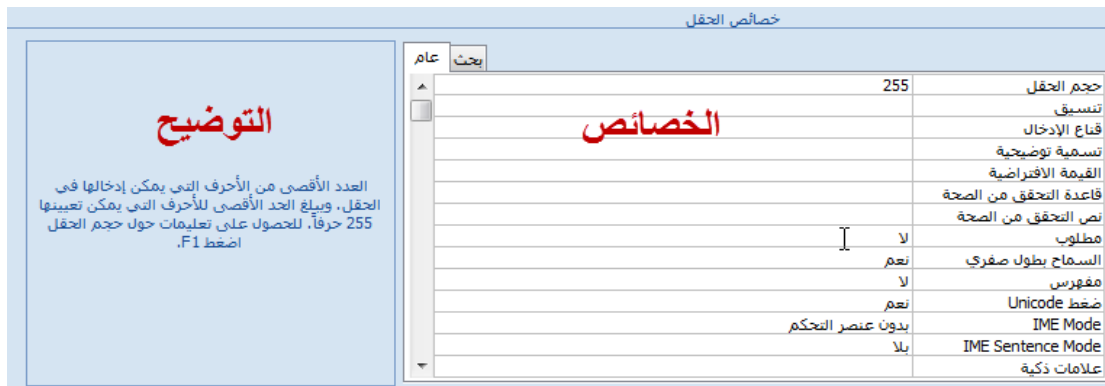 خصائص الحقل
عام بحث
حجم الحقل 255
تنسيق
قناع الإدخال
تسمية توضيحية
القيمة الافتراضية
قاعدة التحقق من الصحة
نص التحقق من الصحة
مطلوب لا
السماح بطول صفري نعم
مفهرس لا
ضغط Unicode نعم
IME Mode بدون عنصر التحكم
IME Sentence Mode بلا
علامات ذكية
الخصائص
التوضيح
العدد الأقصى من الأحرف التي يمكن إدخالها في
الحقل. ويبلغ الحد الأقصى للأحرف التي يمكن تعيينها
255 حرفاً. للحصول على تعليمات حول حجم الحقل
اضغط F1.